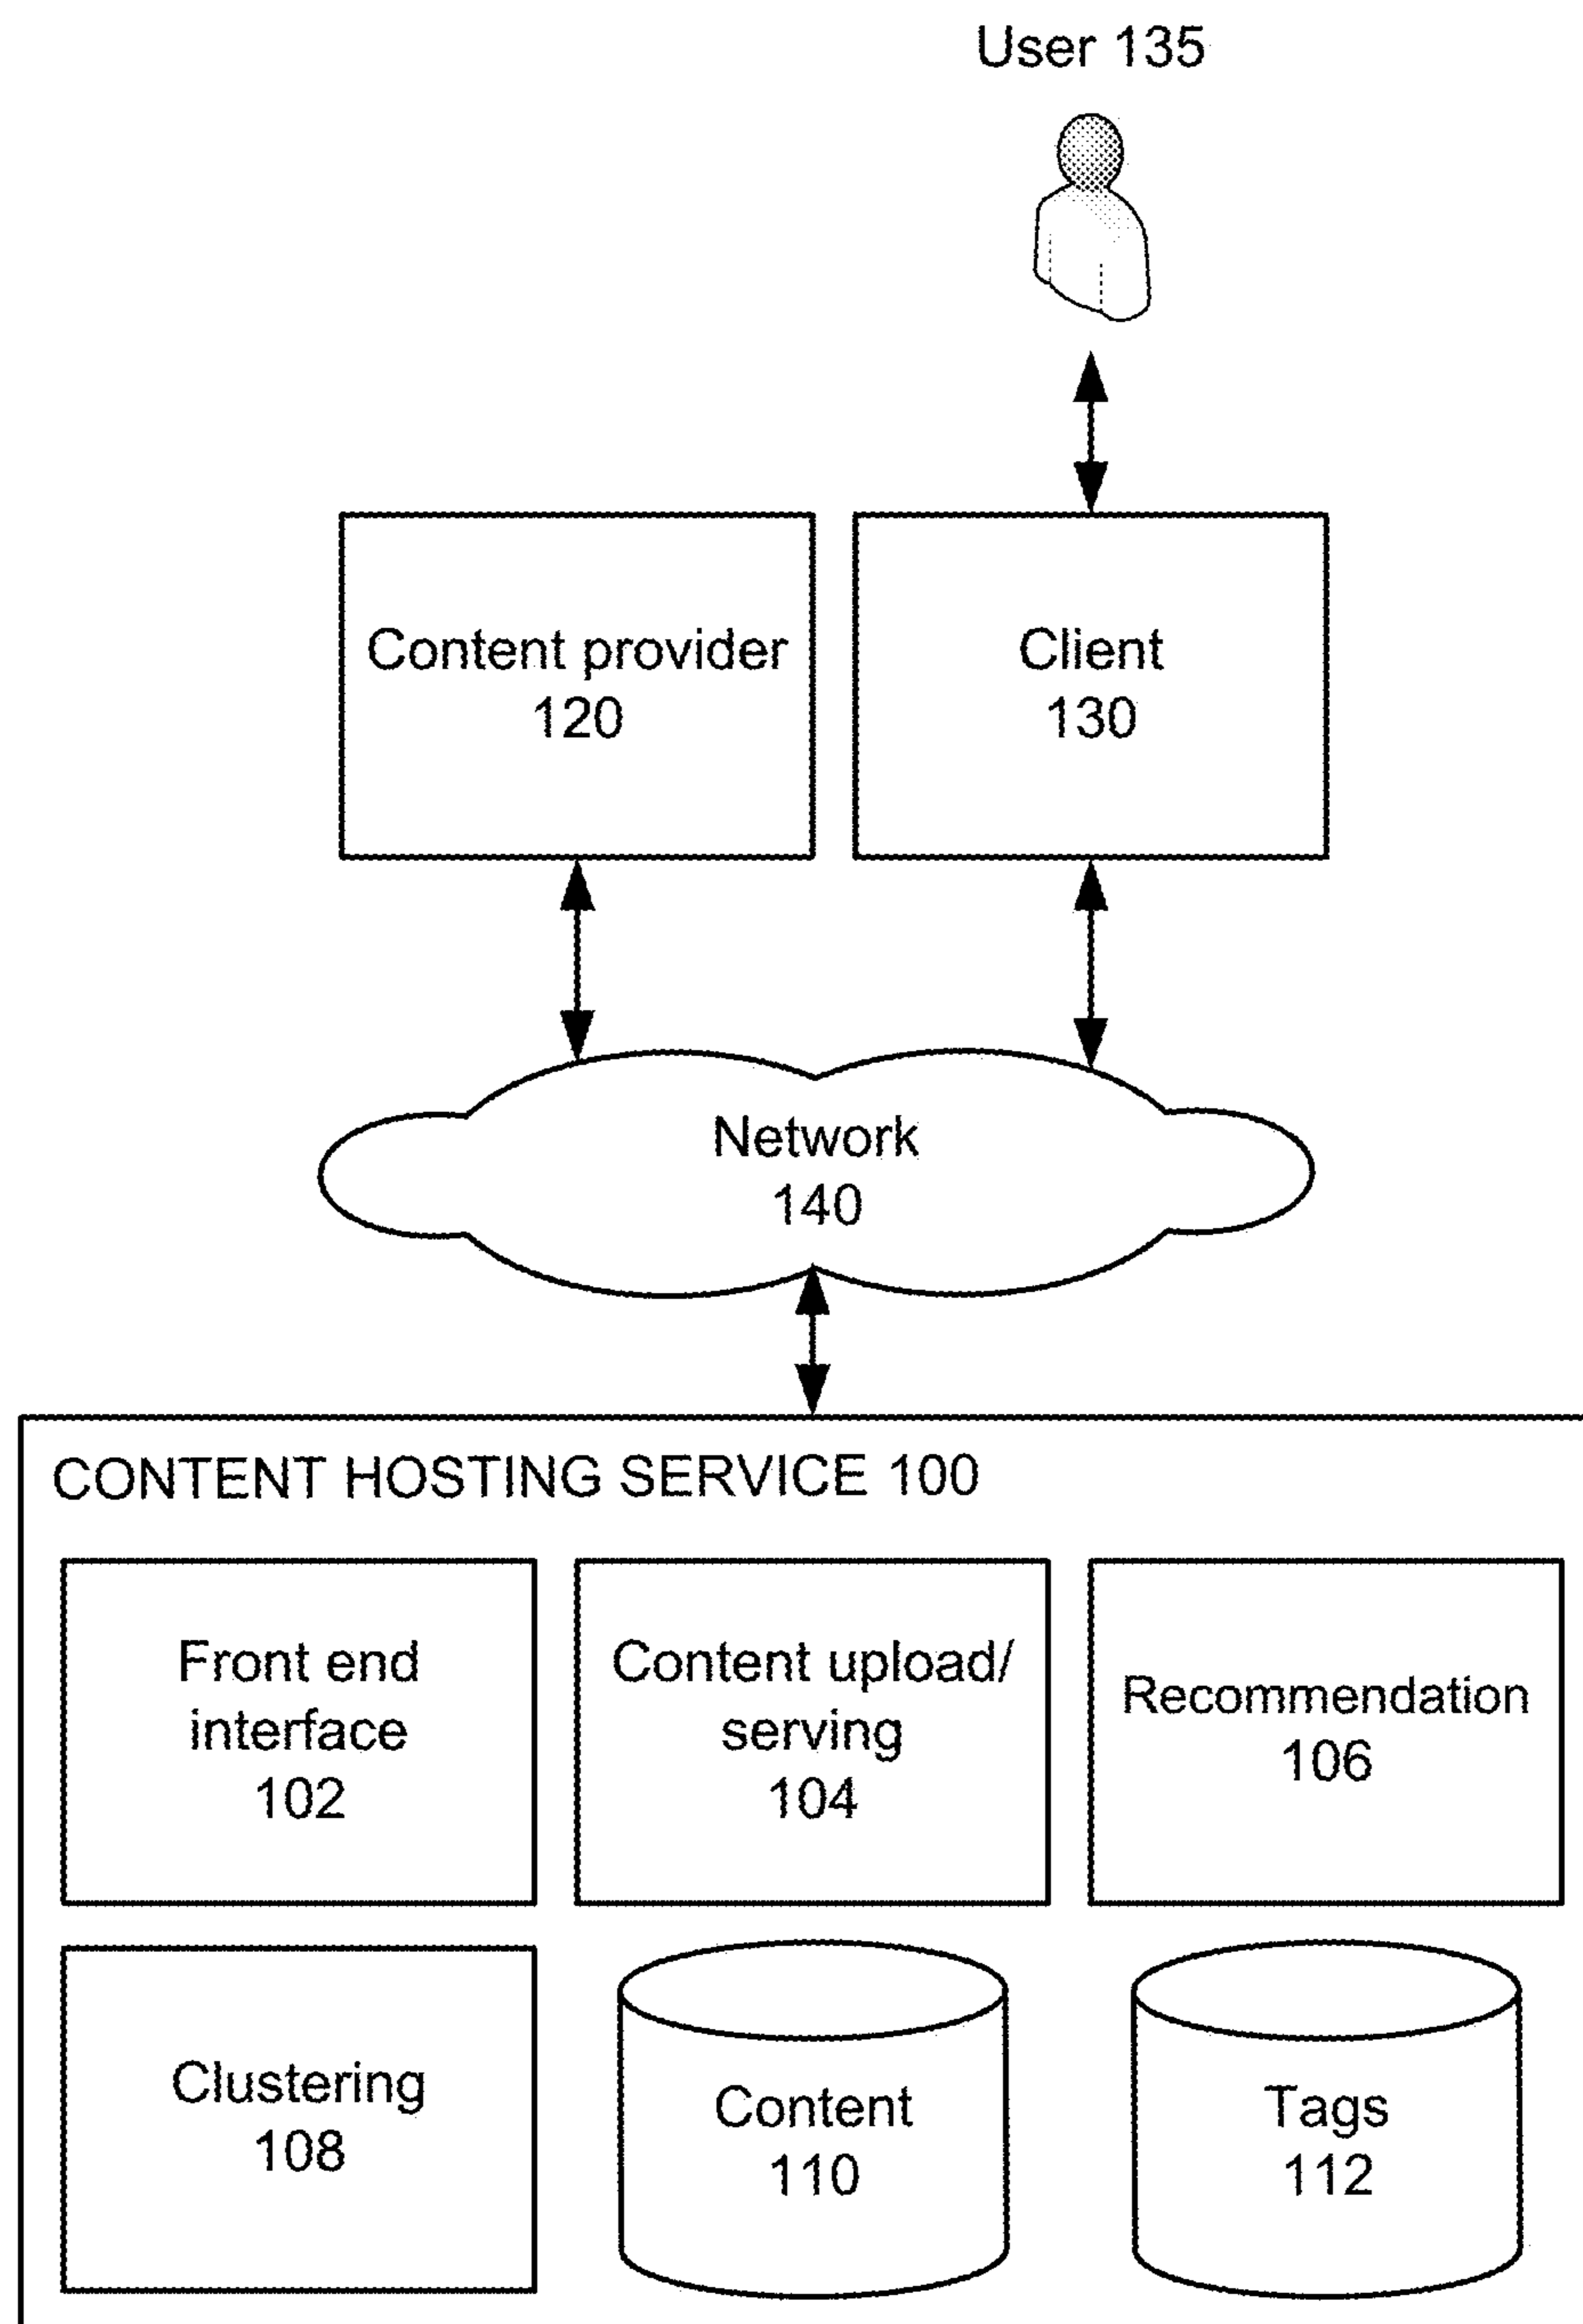 User 135
Content provider
120
Client
130
Network
140
CONTENT HOSTING SERVICE 100
Front end
interface
102
Content upload/
serving
104
Recommendation
106
Clustering
108
Content
110
Tags
112